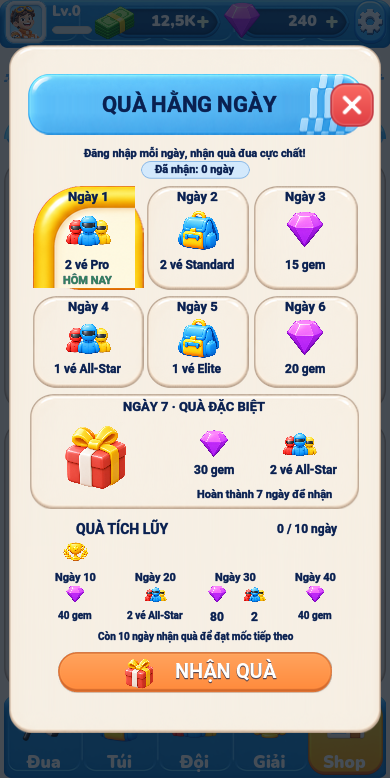 Lv.0
12,5K+
240 +
QUÀ HẰNG NGÀY
Đăng nhập mỗi ngày, nhận quà đua cực chất!
Đã nhận: 0 ngày
Ngày 1
Ngày 2
Ngày 3
2 vé Pro
2 vé Standard
15 gem
HÔM NAY
Ngày 4
Ngày 5
Ngày 6
1 vé All-Star
1 vé Elite
20 gem
NGÀY 7 · QUÀ ĐẶC BIỆT
30 gem
2 vé All-Star
Hoàn thành 7 ngày để nhận
QUÀ TÍCH LŨY
0 / 10 ngày
Ngày 10
Ngày 20
Ngày 30
Ngày 40
40 gem
2 vé All-Star
80
2
40 gem
Còn 10 ngày nhận quà để đạt mốc tiếp theo
NHẬN QUÀ
Đua
Túi
Đội
Giải
Shop